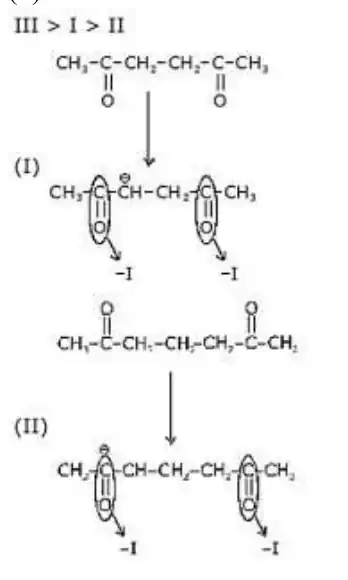 III > I > II
CH₃-C-CH₂-CH₂-C-CH₃
O O
(I)
CH₃-C-CH-CH₂-C-CH₃
⊖
O O
-I -I
O O
CH₃-C-CH₂-CH₂-CH₂-C-CH₃
(II)
⊖
CH₃-C-CH-CH₂-CH₂-C-CH₃
O O
-I -I